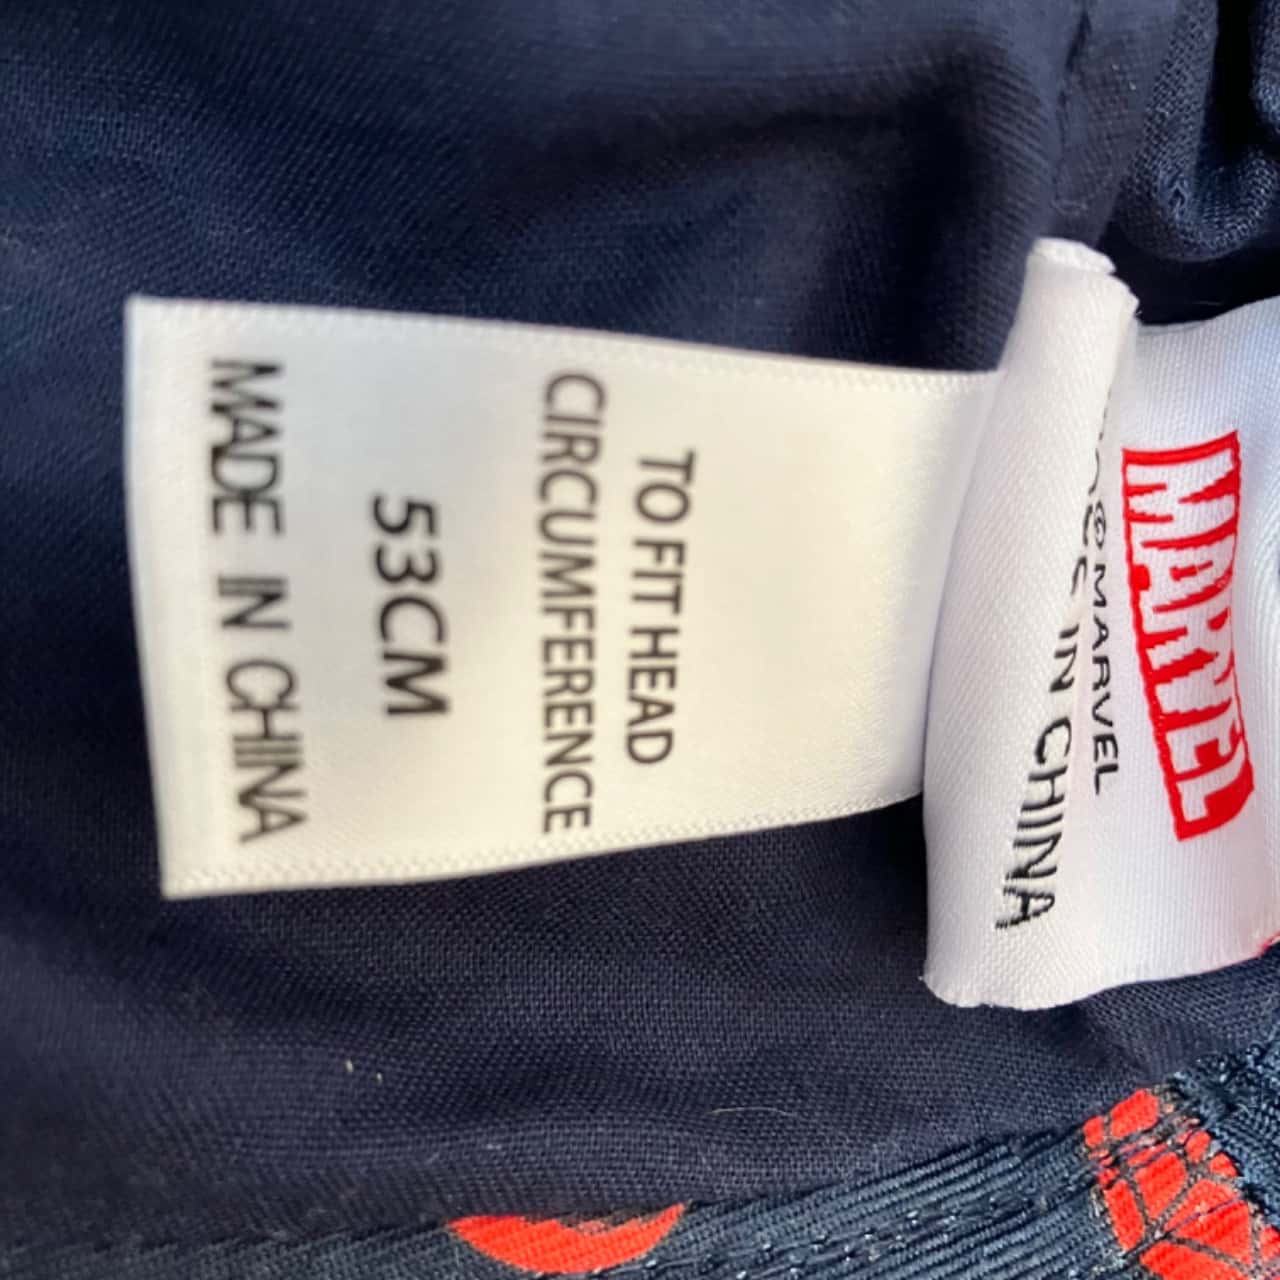 TO FIT HEAD
CIRCUMFERENCE
53CM
MADE IN CHINA
MARVEL
© MARVEL
IN CHINA